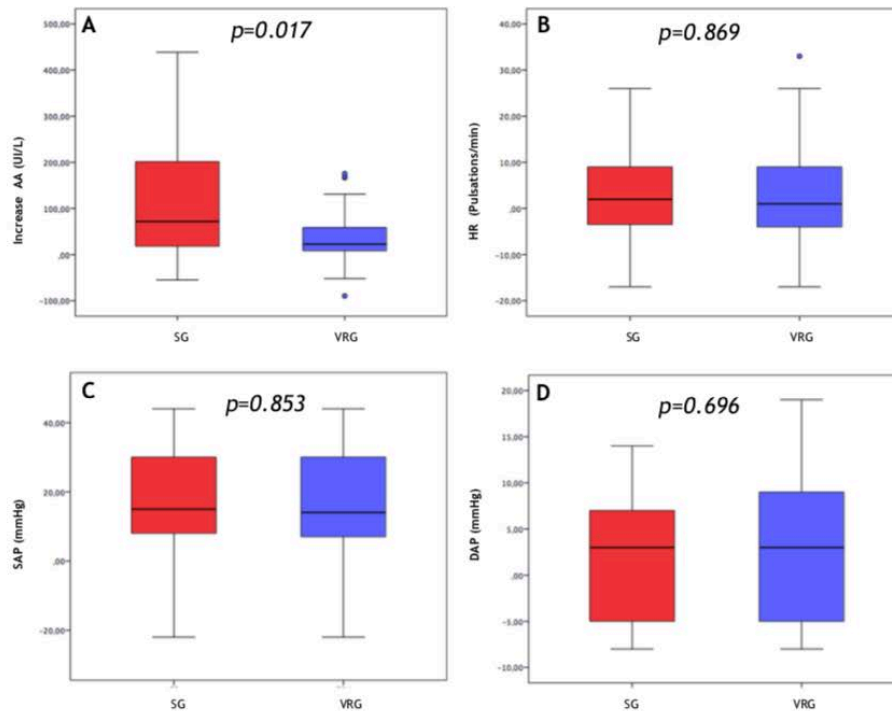 A
p=0.017
Increase AA (UI/L)
500,00
400,00
300,00
200,00
100,00
,00
-100,00
SG
VRG
B
p=0.869
HR (Pulsations/min)
40,00
30,00
20,00
10,00
,00
-10,00
-20,00
SG
VRG
C
p=0.853
SAP (mmHg)
40,00
20,00
,00
-20,00
SG
VRG
D
p=0.696
DAP (mmHg)
20,00
15,00
10,00
5,00
,00
-5,00
-10,00
SG
VRG